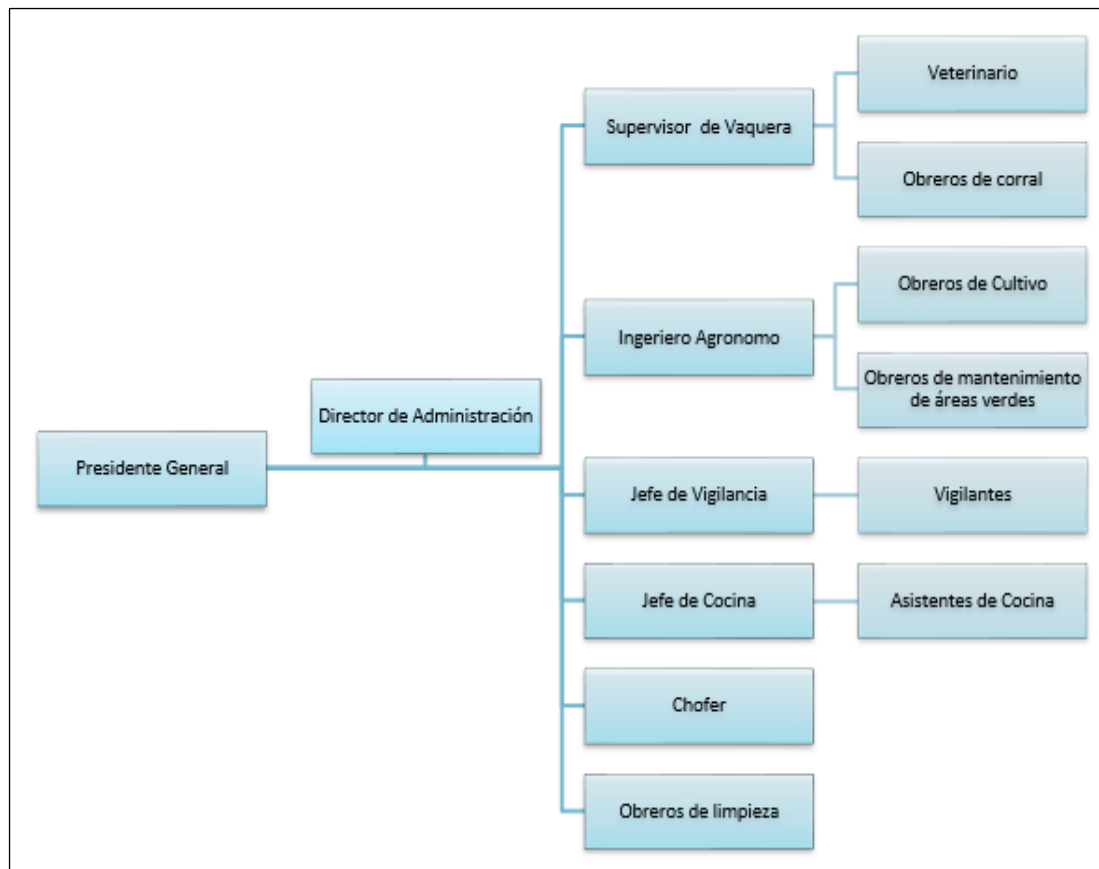 Presidente General
Director de Administración
Supervisor de Vaquera
Veterinario
Obreros de corral
Ingeriero Agronomo
Obreros de Cultivo
Obreros de mantenimiento
de áreas verdes
Jefe de Vigilancia
Vigilantes
Jefe de Cocina
Asistentes de Cocina
Chofer
Obreros de limpieza